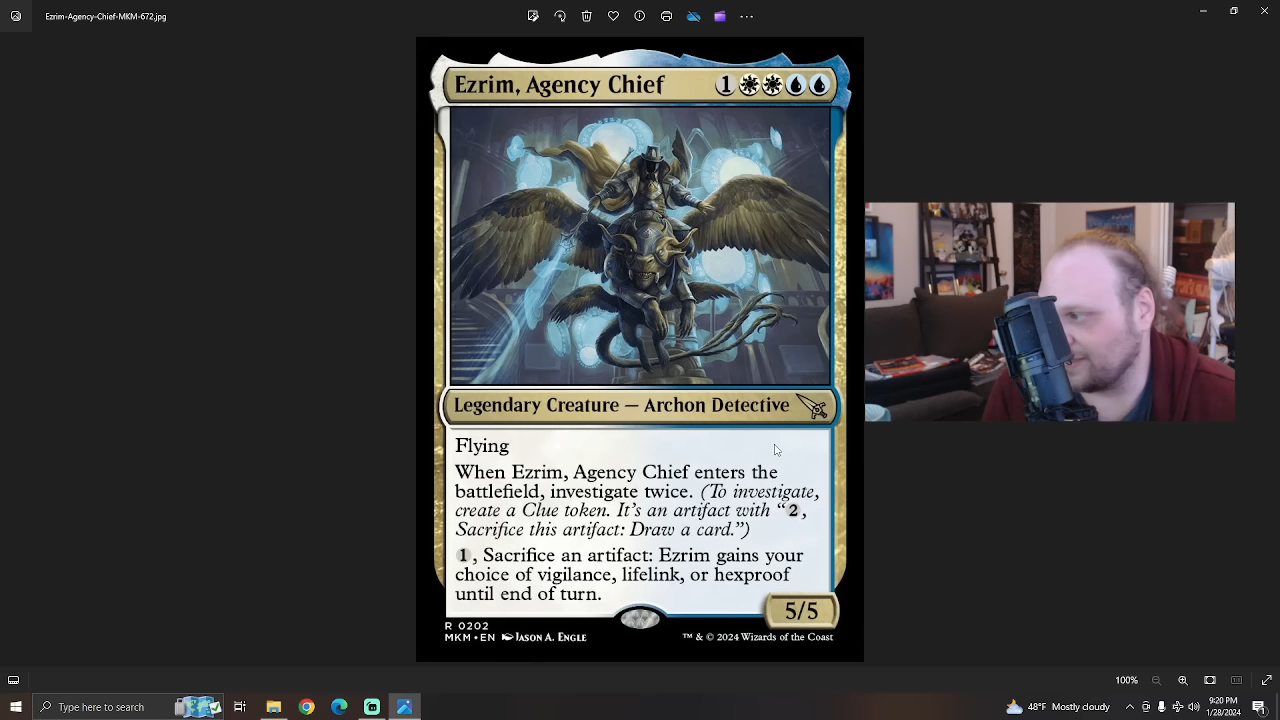 Ezrim-Agency-Chief-MKM-672.jpg
Ezrim, Agency Chief 1
Legendary Creature — Archon Detective
Flying
When Ezrim, Agency Chief enters the
battlefield, investigate twice. (To investigate,
create a Clue token. It's an artifact with “2,
Sacrifice this artifact: Draw a card.”)
1, Sacrifice an artifact: Ezrim gains your
choice of vigilance, lifelink, or hexproof
until end of turn.
5/5
R 0202
MKM • EN Jason A. Engle
™ & © 2024 Wizards of the Coast
100%
Type here to search
48°F Mostly cloudy
9:20 PM
1/28/2024